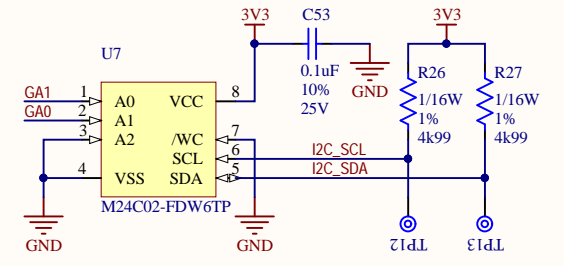 3V3
C53
3V3
U7
0.1uF
10%
25V
GND
R26
1/16W
1%
4k99
R27
1/16W
1%
4k99
GA1
1
A0
VCC
8
GA0
2
A1
3
A2
/WC
7
SCL
6
I2C_SCL
4
VSS
SDA
5
I2C_SDA
M24C02-FDW6TP
GND
GND
TP12
TP13